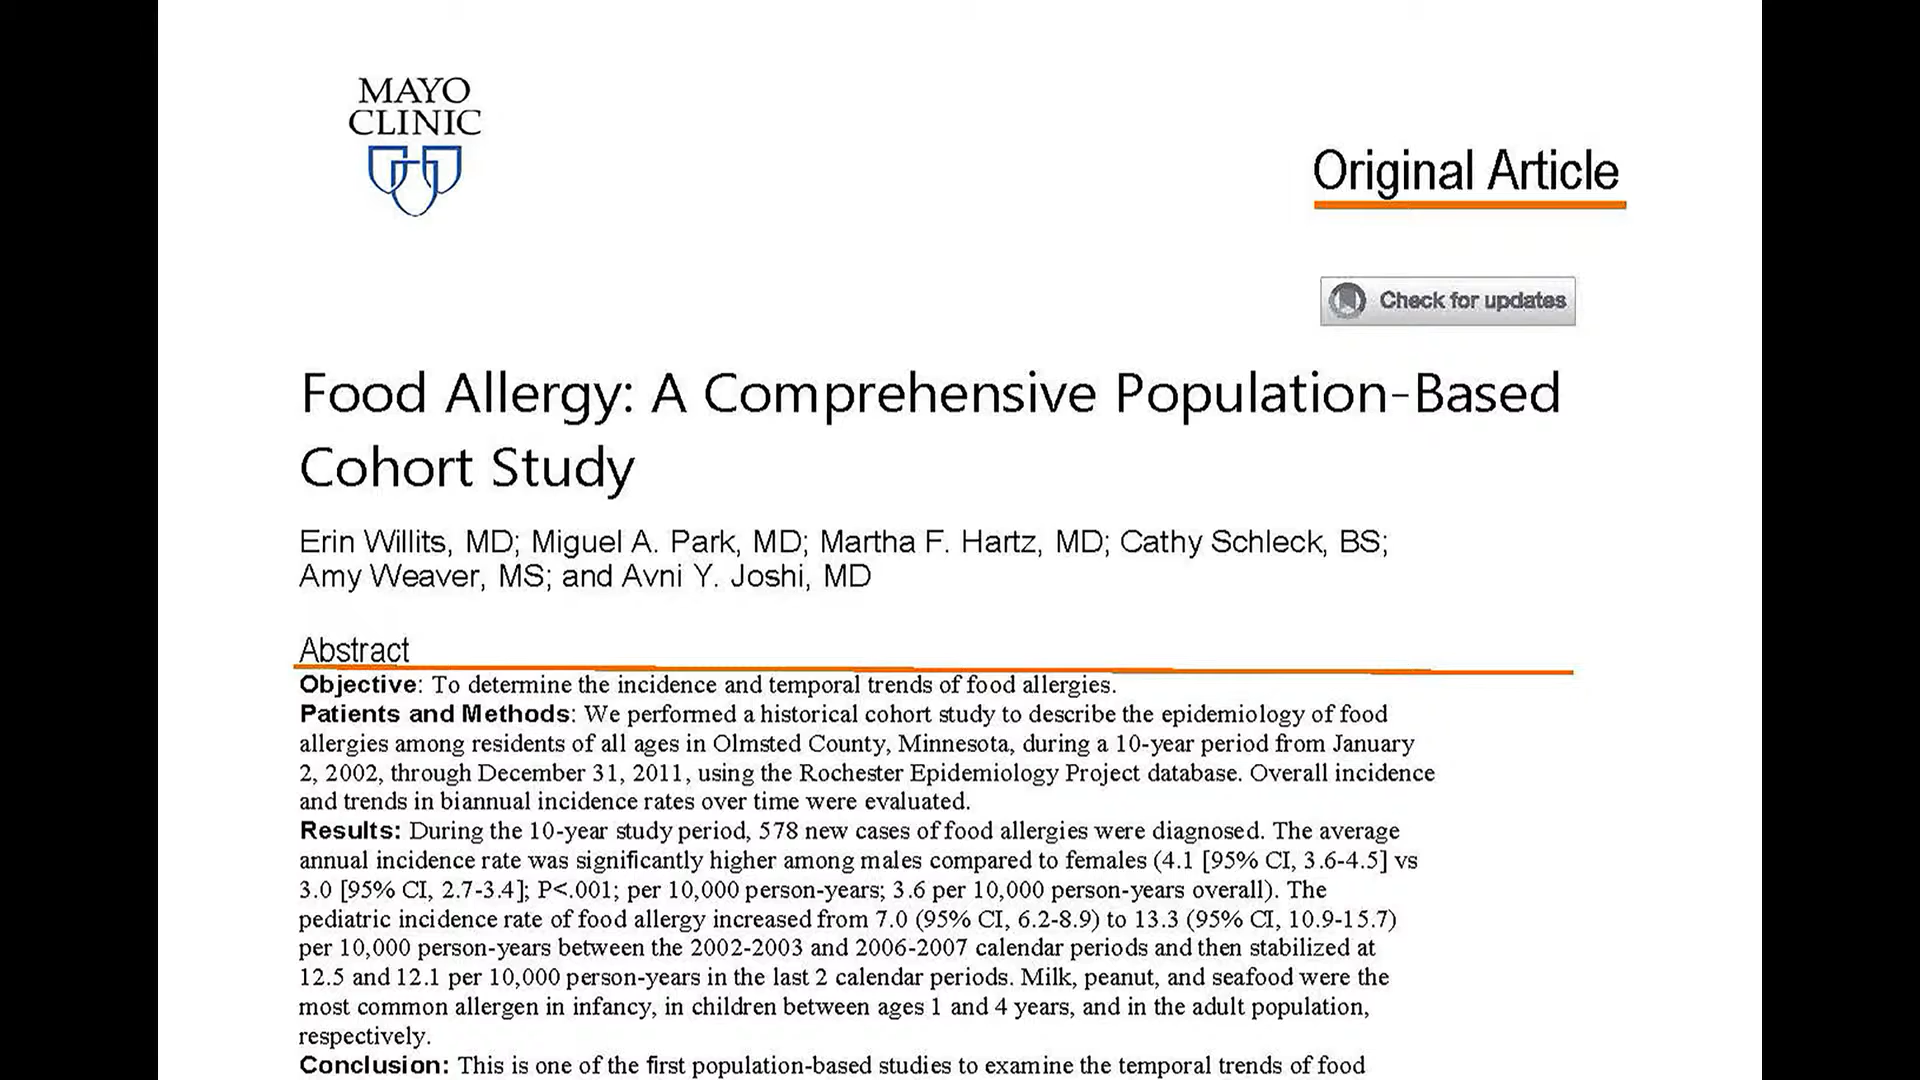 MAYO
CLINIC
Original Article
Check for updates
Food Allergy: A Comprehensive Population-Based
Cohort Study
Erin Willits, MD; Miguel A. Park, MD; Martha F. Hartz, MD; Cathy Schleck, BS;
Amy Weaver, MS; and Avni Y. Joshi, MD
Abstract
Objective: To determine the incidence and temporal trends of food allergies.
Patients and Methods: We performed a historical cohort study to describe the epidemiology of food
allergies among residents of all ages in Olmsted County, Minnesota, during a 10-year period from January
2, 2002, through December 31, 2011, using the Rochester Epidemiology Project database. Overall incidence
and trends in biannual incidence rates over time were evaluated.
Results: During the 10-year study period, 578 new cases of food allergies were diagnosed. The average
annual incidence rate was significantly higher among males compared to females (4.1 [95% CI, 3.6-4.5] vs
3.0 [95% CI, 2.7-3.4]; P<.001; per 10,000 person-years; 3.6 per 10,000 person-years overall). The
pediatric incidence rate of food allergy increased from 7.0 (95% CI, 6.2-8.9) to 13.3 (95% CI, 10.9-15.7)
per 10,000 person-years between the 2002-2003 and 2006-2007 calendar periods and then stabilized at
12.5 and 12.1 per 10,000 person-years in the last 2 calendar periods. Milk, peanut, and seafood were the
most common allergen in infancy, in children between ages 1 and 4 years, and in the adult population,
respectively.
Conclusion: This is one of the first population-based studies to examine the temporal trends of food